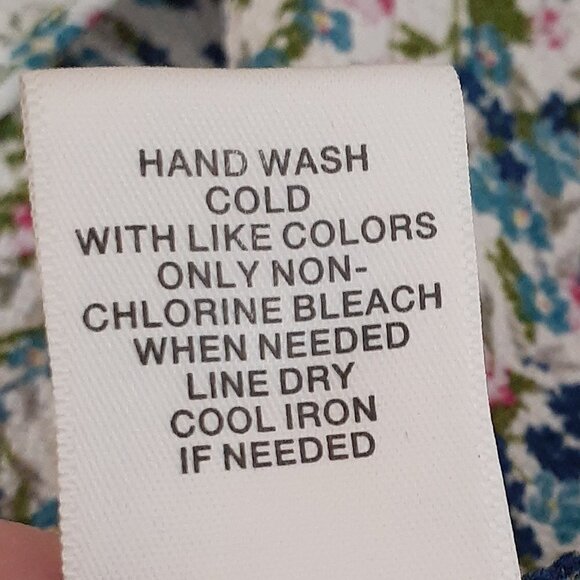 HAND WASH
COLD
WITH LIKE COLORS
ONLY NON-
CHLORINE BLEACH
WHEN NEEDED
LINE DRY
COOL IRON
IF NEEDED